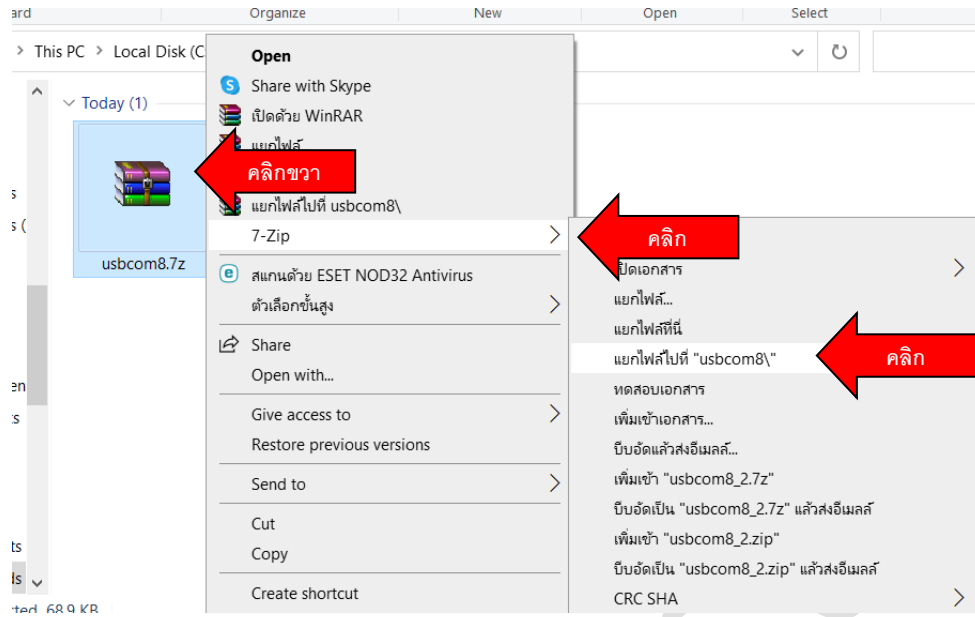 Organize New Open Select
> This PC > Local Disk (C
Today (1)
usbcom8.7z
Open
Share with Skype
เปิดด้วย WinRAR
แยกไฟล์
คลิกขวา
แยกไฟล์ไปที่ usbcom8\
7-Zip
คลิก
สแกนด้วย ESET NOD32 Antivirus
ตัวเลือกขั้นสูง
Share
Open with...
Give access to
Restore previous versions
Send to
Cut
Copy
Create shortcut
ปิดเอกสาร
แยกไฟล์...
แยกไฟล์ที่นี่
แยกไฟล์ไปที่ "usbcom8\"
คลิก
ทดสอบเอกสาร
เพิ่มเข้าเอกสาร...
บีบอัดแล้วส่งอีเมลล์...
เพิ่มเข้า "usbcom8_2.7z"
บีบอัดเป็น "usbcom8_2.7z" แล้วส่งอีเมลล์
เพิ่มเข้า "usbcom8_2.zip"
บีบอัดเป็น "usbcom8_2.zip" แล้วส่งอีเมลล์
CRC SHA
68.9 KB